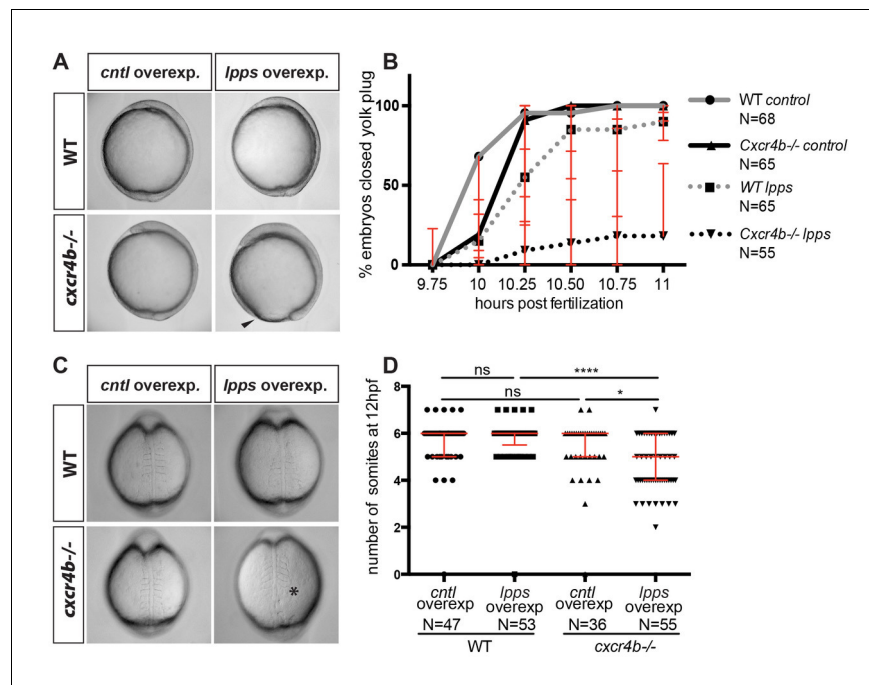 A
cntl overexp.
lpps overexp.
WT
cxcr4b-/-
B
% embryos closed yolk plug
100
50
0
9.75
10
10.25
10.50
10.75
11
hours post fertilization
WT control
N=68
Cxcr4b-/- control
N=65
WT lpps
N=65
Cxcr4b-/- lpps
N=55
C
cntl overexp.
lpps overexp.
WT
cxcr4b-/-
*
D
number of somites at 12hpf
8
6
4
2
0
ns
****
ns
*
cntl
overexp
N=47
lpps
overexp
N=53
cntl
overexp
N=36
lpps
overexp
N=55
WT
cxcr4b-/-